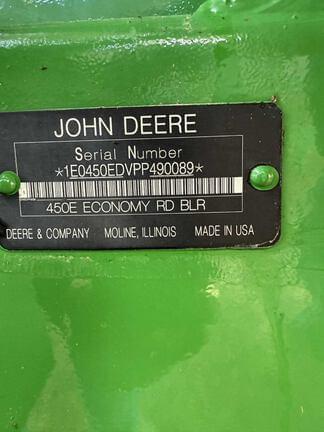 JOHN DEERE
Serial Number
*1E0450EDVPP490089*
450E ECONOMY RD BLR
DEERE & COMPANY MOLINE, ILLINOIS MADE IN USA